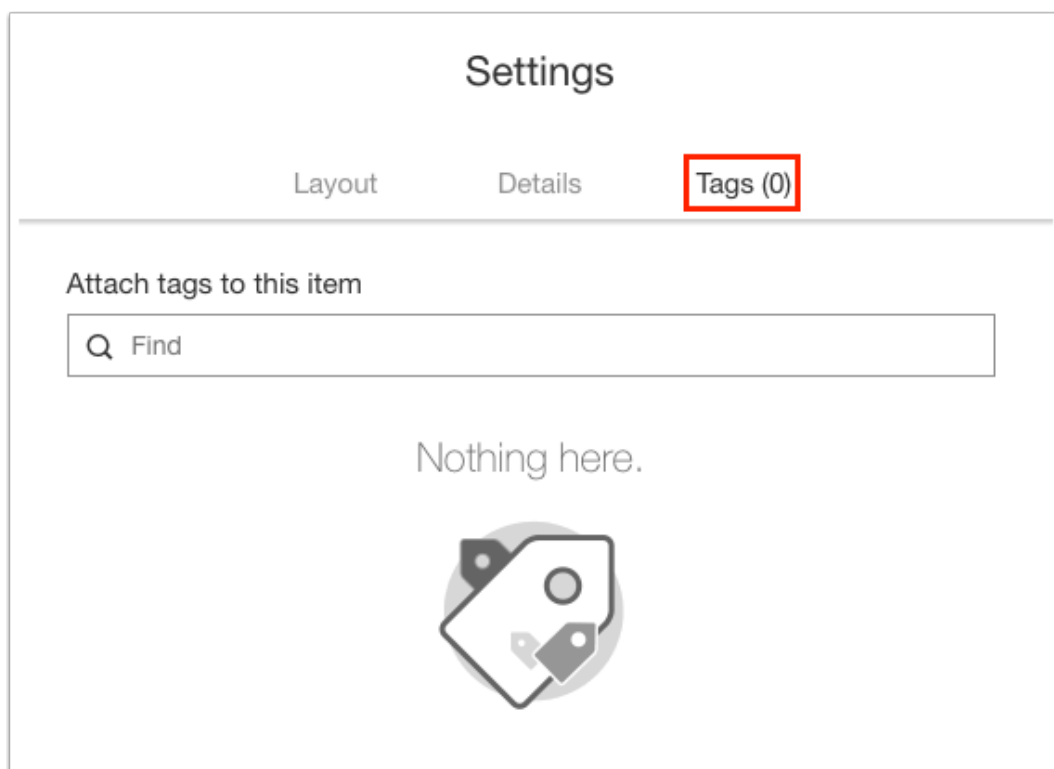 Settings
Layout Details Tags (0)
Attach tags to this item
Find
Nothing here.